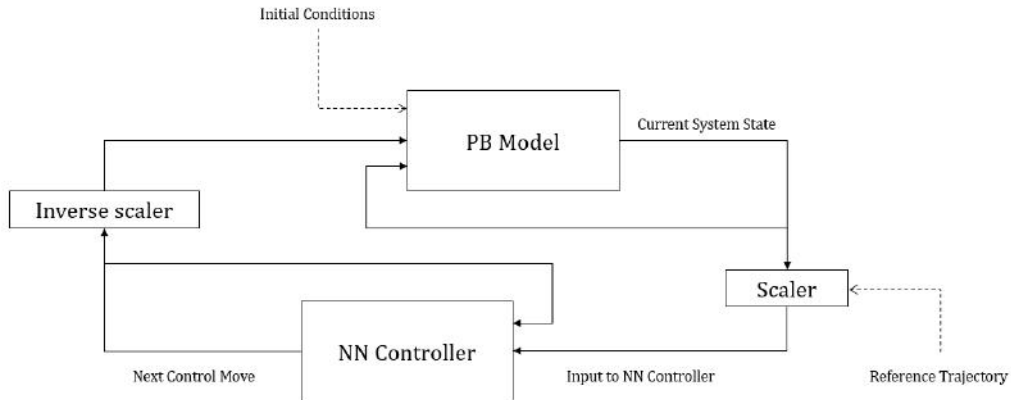 Initial Conditions
PB Model
Current System State
Inverse scaler
Scaler
NN Controller
Next Control Move
Input to NN Controller
Reference Trajectory